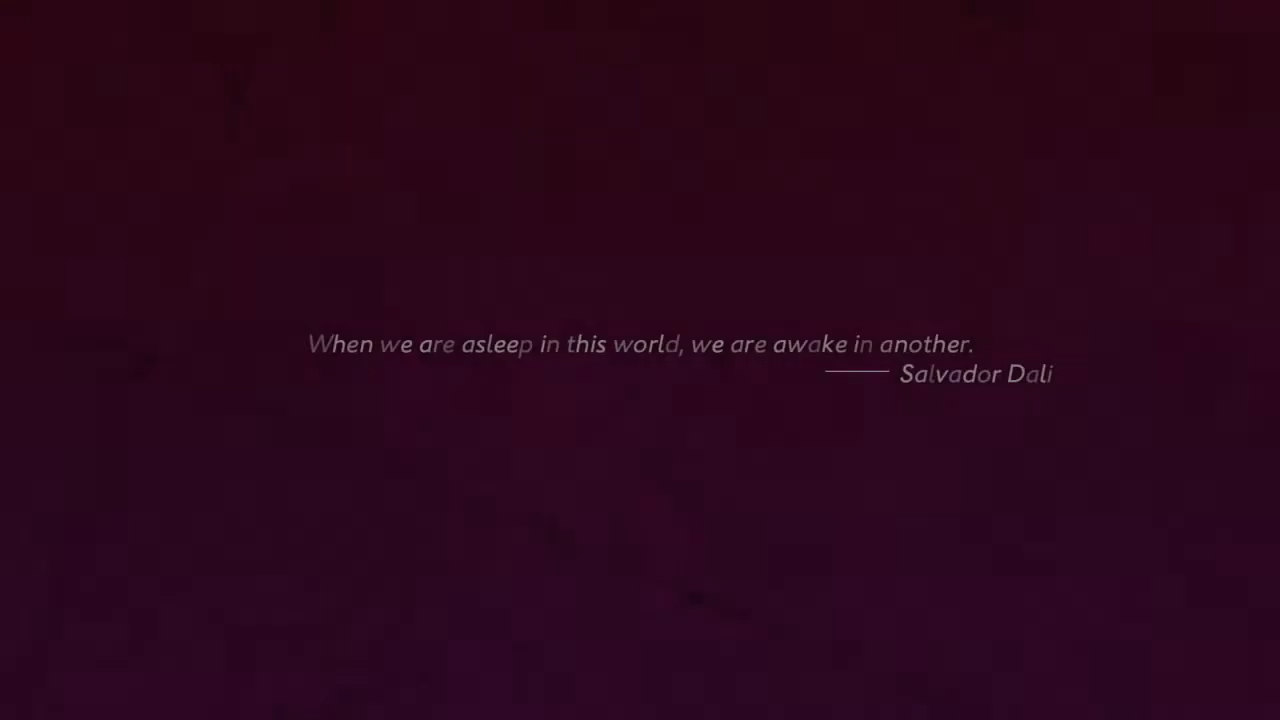 When we are asleep in this world, we are awake in another.
—— Salvador Dali